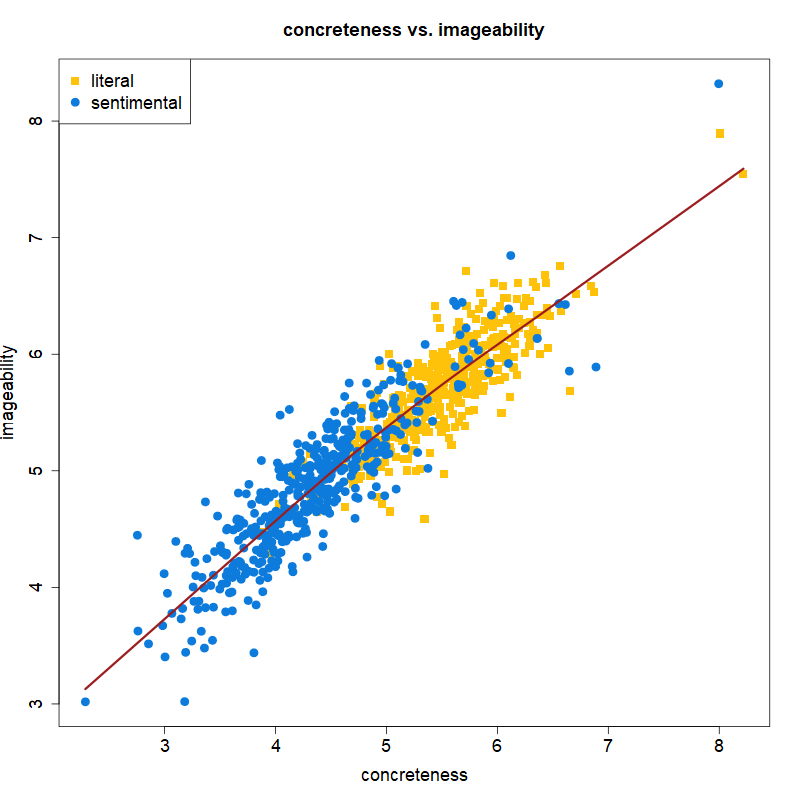 concreteness vs. imageability
literal
sentimental
imageability
8
7
6
5
4
3
3 4 5 6 7 8
concreteness